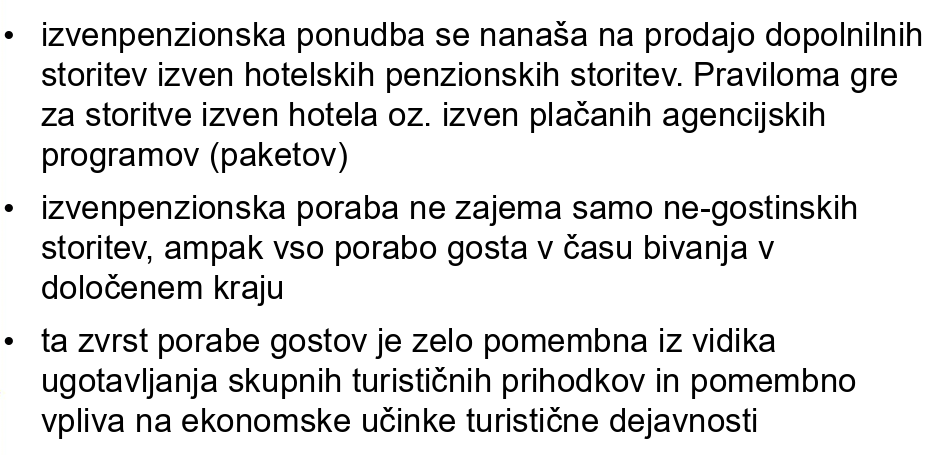 • izvenpenzionska ponudba se nanaša na prodajo dopolnilnih
storitev izven hotelskih penzionskih storitev. Praviloma gre
za storitve izven hotela oz. izven plačanih agencijskih
programov (paketov)
• izvenpenzionska poraba ne zajema samo ne-gostinskih
storitev, ampak vso porabo gosta v času bivanja v
določenem kraju
• ta zvrst porabe gostov je zelo pomembna iz vidika
ugotavljanja skupnih turističnih prihodkov in pomembno
vpliva na ekonomske učinke turistične dejavnosti